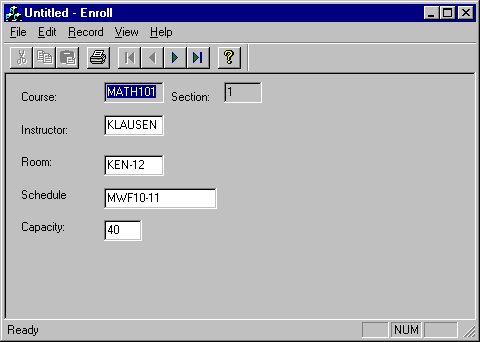 Untitled - Enroll
File Edit Record View Help
?
Course: MATH101 Section: 1
Instructor: KLAUSEN
Room: KEN-12
Schedule MWF10-11
Capacity: 40
Ready NUM